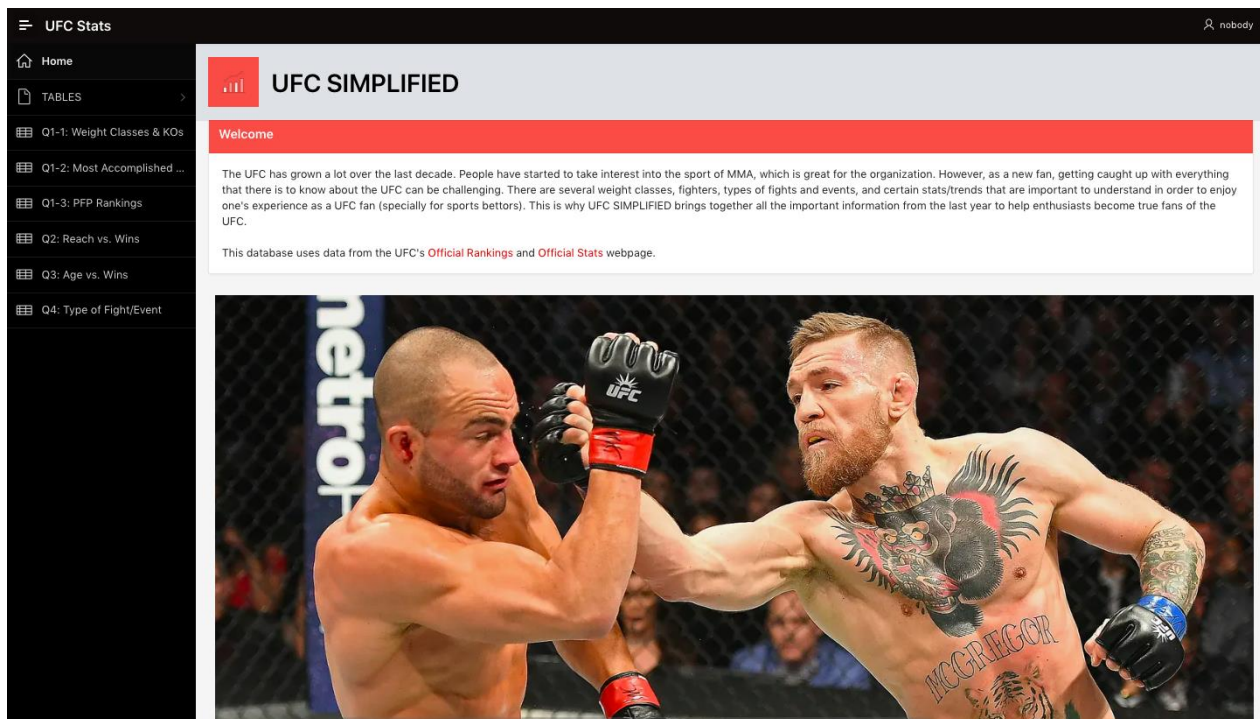 UFC Stats
nobody
Home
TABLES
Q1-1: Weight Classes & KOs
Q1-2: Most Accomplished ...
Q1-3: PFP Rankings
Q2: Reach vs. Wins
Q3: Age vs. Wins
Q4: Type of Fight/Event
UFC SIMPLIFIED
Welcome
The UFC has grown a lot over the last decade. People have started to take interest into the sport of MMA, which is great for the organization. However, as a new fan, getting caught up with everything
that there is to know about the UFC can be challenging. There are several weight classes, fighters, types of fights and events, and certain stats/trends that are important to understand in order to enjoy
one's experience as a UFC fan (specially for sports bettors). This is why UFC SIMPLIFIED brings together all the important information from the last year to help enthusiasts become true fans of the
UFC.
This database uses data from the UFC's Official Rankings and Official Stats webpage.
metro
UFC
UFC
MCGREGOR